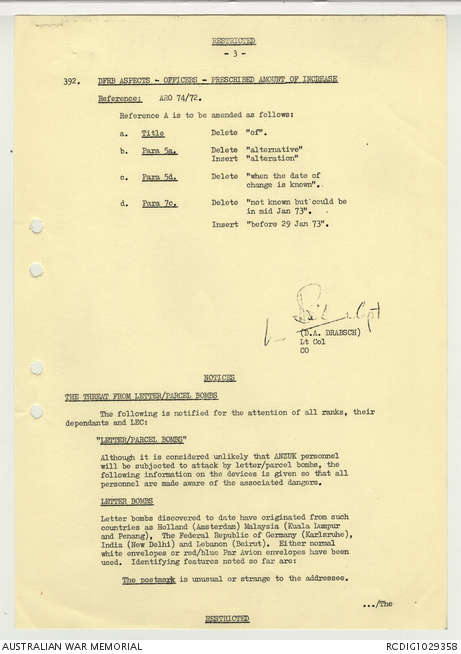 RESTRICTED
- 3 -
392. DFRB ASPECTS - OFFICERS - PRESCRIBED AMOUNT OF INCREASE
Reference: ARO 74/72.
Reference A is to be amended as follows:
a. Title Delete "of".
b. Para 5a. Delete "alternative"
Insert "alteration"
c. Para 5d. Delete "when the date of
change is known".
d. Para 7c. Delete "not known but could be
in mid Jan 73".
Insert "before 29 Jan 73".
Capt
(D.A. DRABSCH)
Lt Col
CO
NOTICES
THE THREAT FROM LETTER/PARCEL BOMBS
The following is notified for the attention of all ranks, their
dependants and LEC:
"LETTER/PARCEL BOMBS"
Although it is considered unlikely that ANZUK personnel
will be subjected to attack by letter/parcel bombs, the
following information on the devices is given so that all
personnel are made aware of the associated dangers.
LETTER BOMBS
Letter bombs discovered to date have originated from such
countries as Holland (Amsterdam) Malaysia (Kuala Lumpur
and Penang), The Federal Republic of Germany (Karlsruhe),
India (New Delhi) and Lebanon (Beirut). Either normal
white envelopes or red/blue Par Avion envelopes have been
used. Identifying features noted so far are:
The postmark is unusual or strange to the addresses.
.../The
RESTRICTED
AUSTRALIAN WAR MEMORIAL
RCDIG1029358